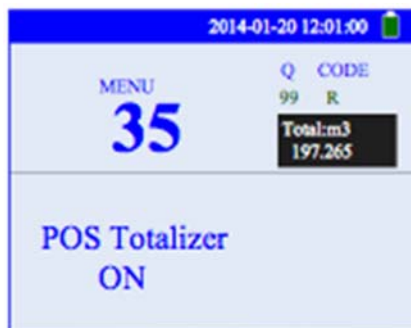 2014-01-20 12:01:00
MENU
35
Q CODE
99 R
Total:m3
197.265
POS Totalizer
ON